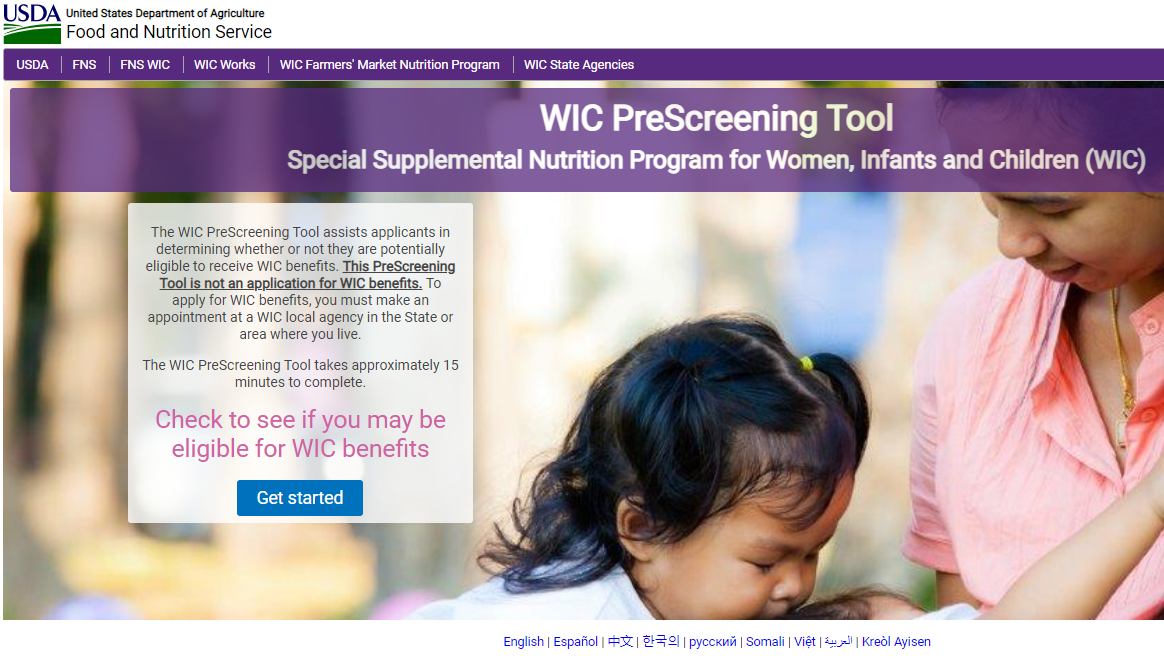 USDA
United States Department of Agriculture
Food and Nutrition Service
USDA | FNS | FNS WIC | WIC Works | WIC Farmers' Market Nutrition Program | WIC State Agencies
WIC PreScreening Tool
Special Supplemental Nutrition Program for Women, Infants and Children (WIC)
The WIC PreScreening Tool assists applicants in
determining whether or not they are potentially
eligible to receive WIC benefits. This PreScreening
Tool is not an application for WIC benefits. To
apply for WIC benefits, you must make an
appointment at a WIC local agency in the State or
area where you live.
The WIC PreScreening Tool takes approximately 15
minutes to complete.
Check to see if you may be
eligible for WIC benefits
Get started
English | Español | 中文 | 한국의 | русский | Somali | Việt | العربية | Kreòl Ayisen